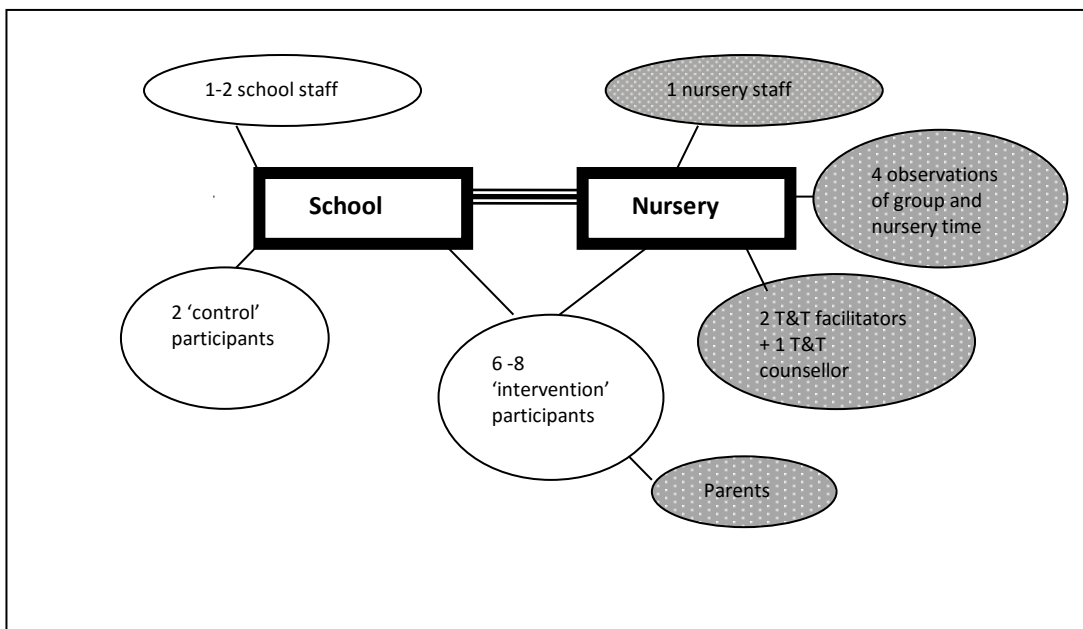 1-2 school staff
1 nursery staff
4 observations
of group and
nursery time
School
Nursery
2 ‘control’
participants
2 T&T facilitators
+ 1 T&T
counsellor
6 -8
‘intervention’
participants
Parents